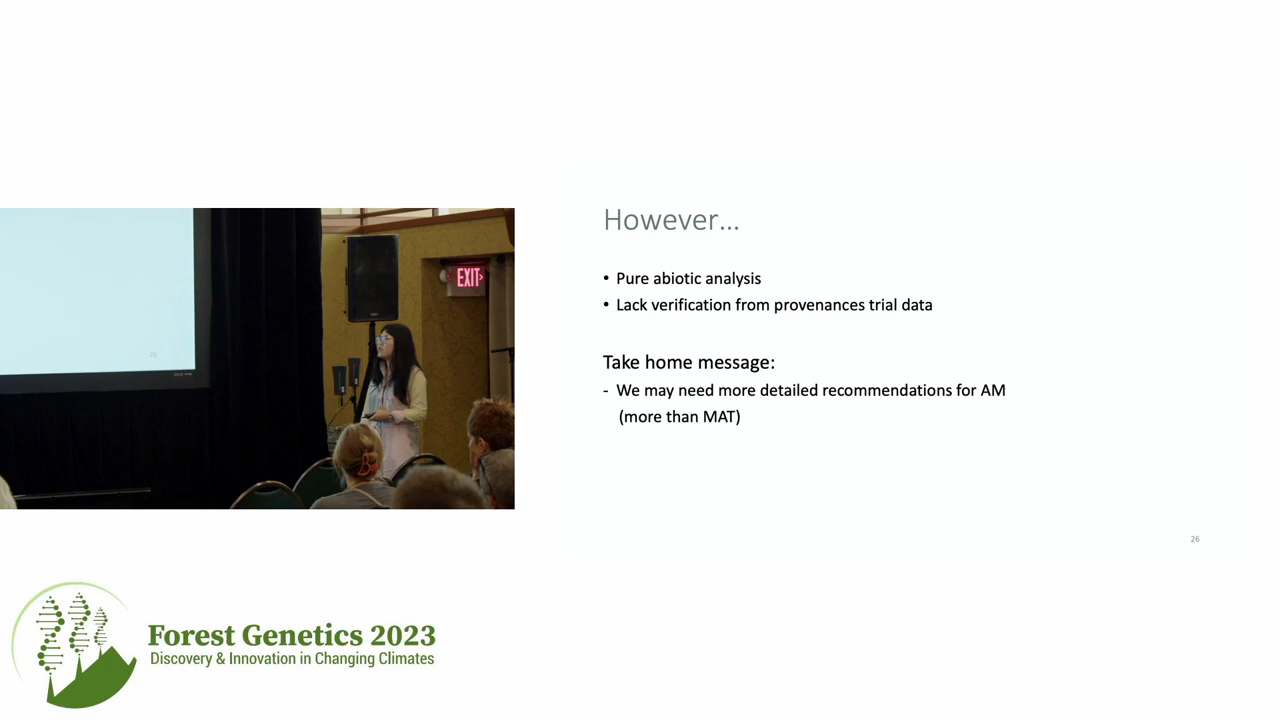 However...
• Pure abiotic analysis
• Lack verification from provenances trial data
Take home message:
- We may need more detailed recommendations for AM
(more than MAT)
26
EXIT
26
Forest Genetics 2023
Discovery & Innovation in Changing Climates